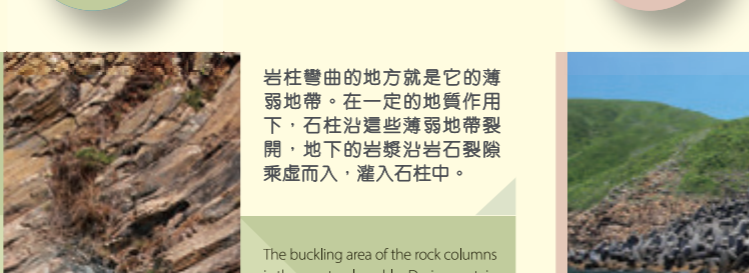 岩柱彎曲的地方就是它的薄
弱地帶。在一定的地質作用
下，石柱沿這些薄弱地帶裂
開，地下的岩漿沿岩石裂隙
乘虛而入，灌入石柱中。
The buckling area of the rock columns